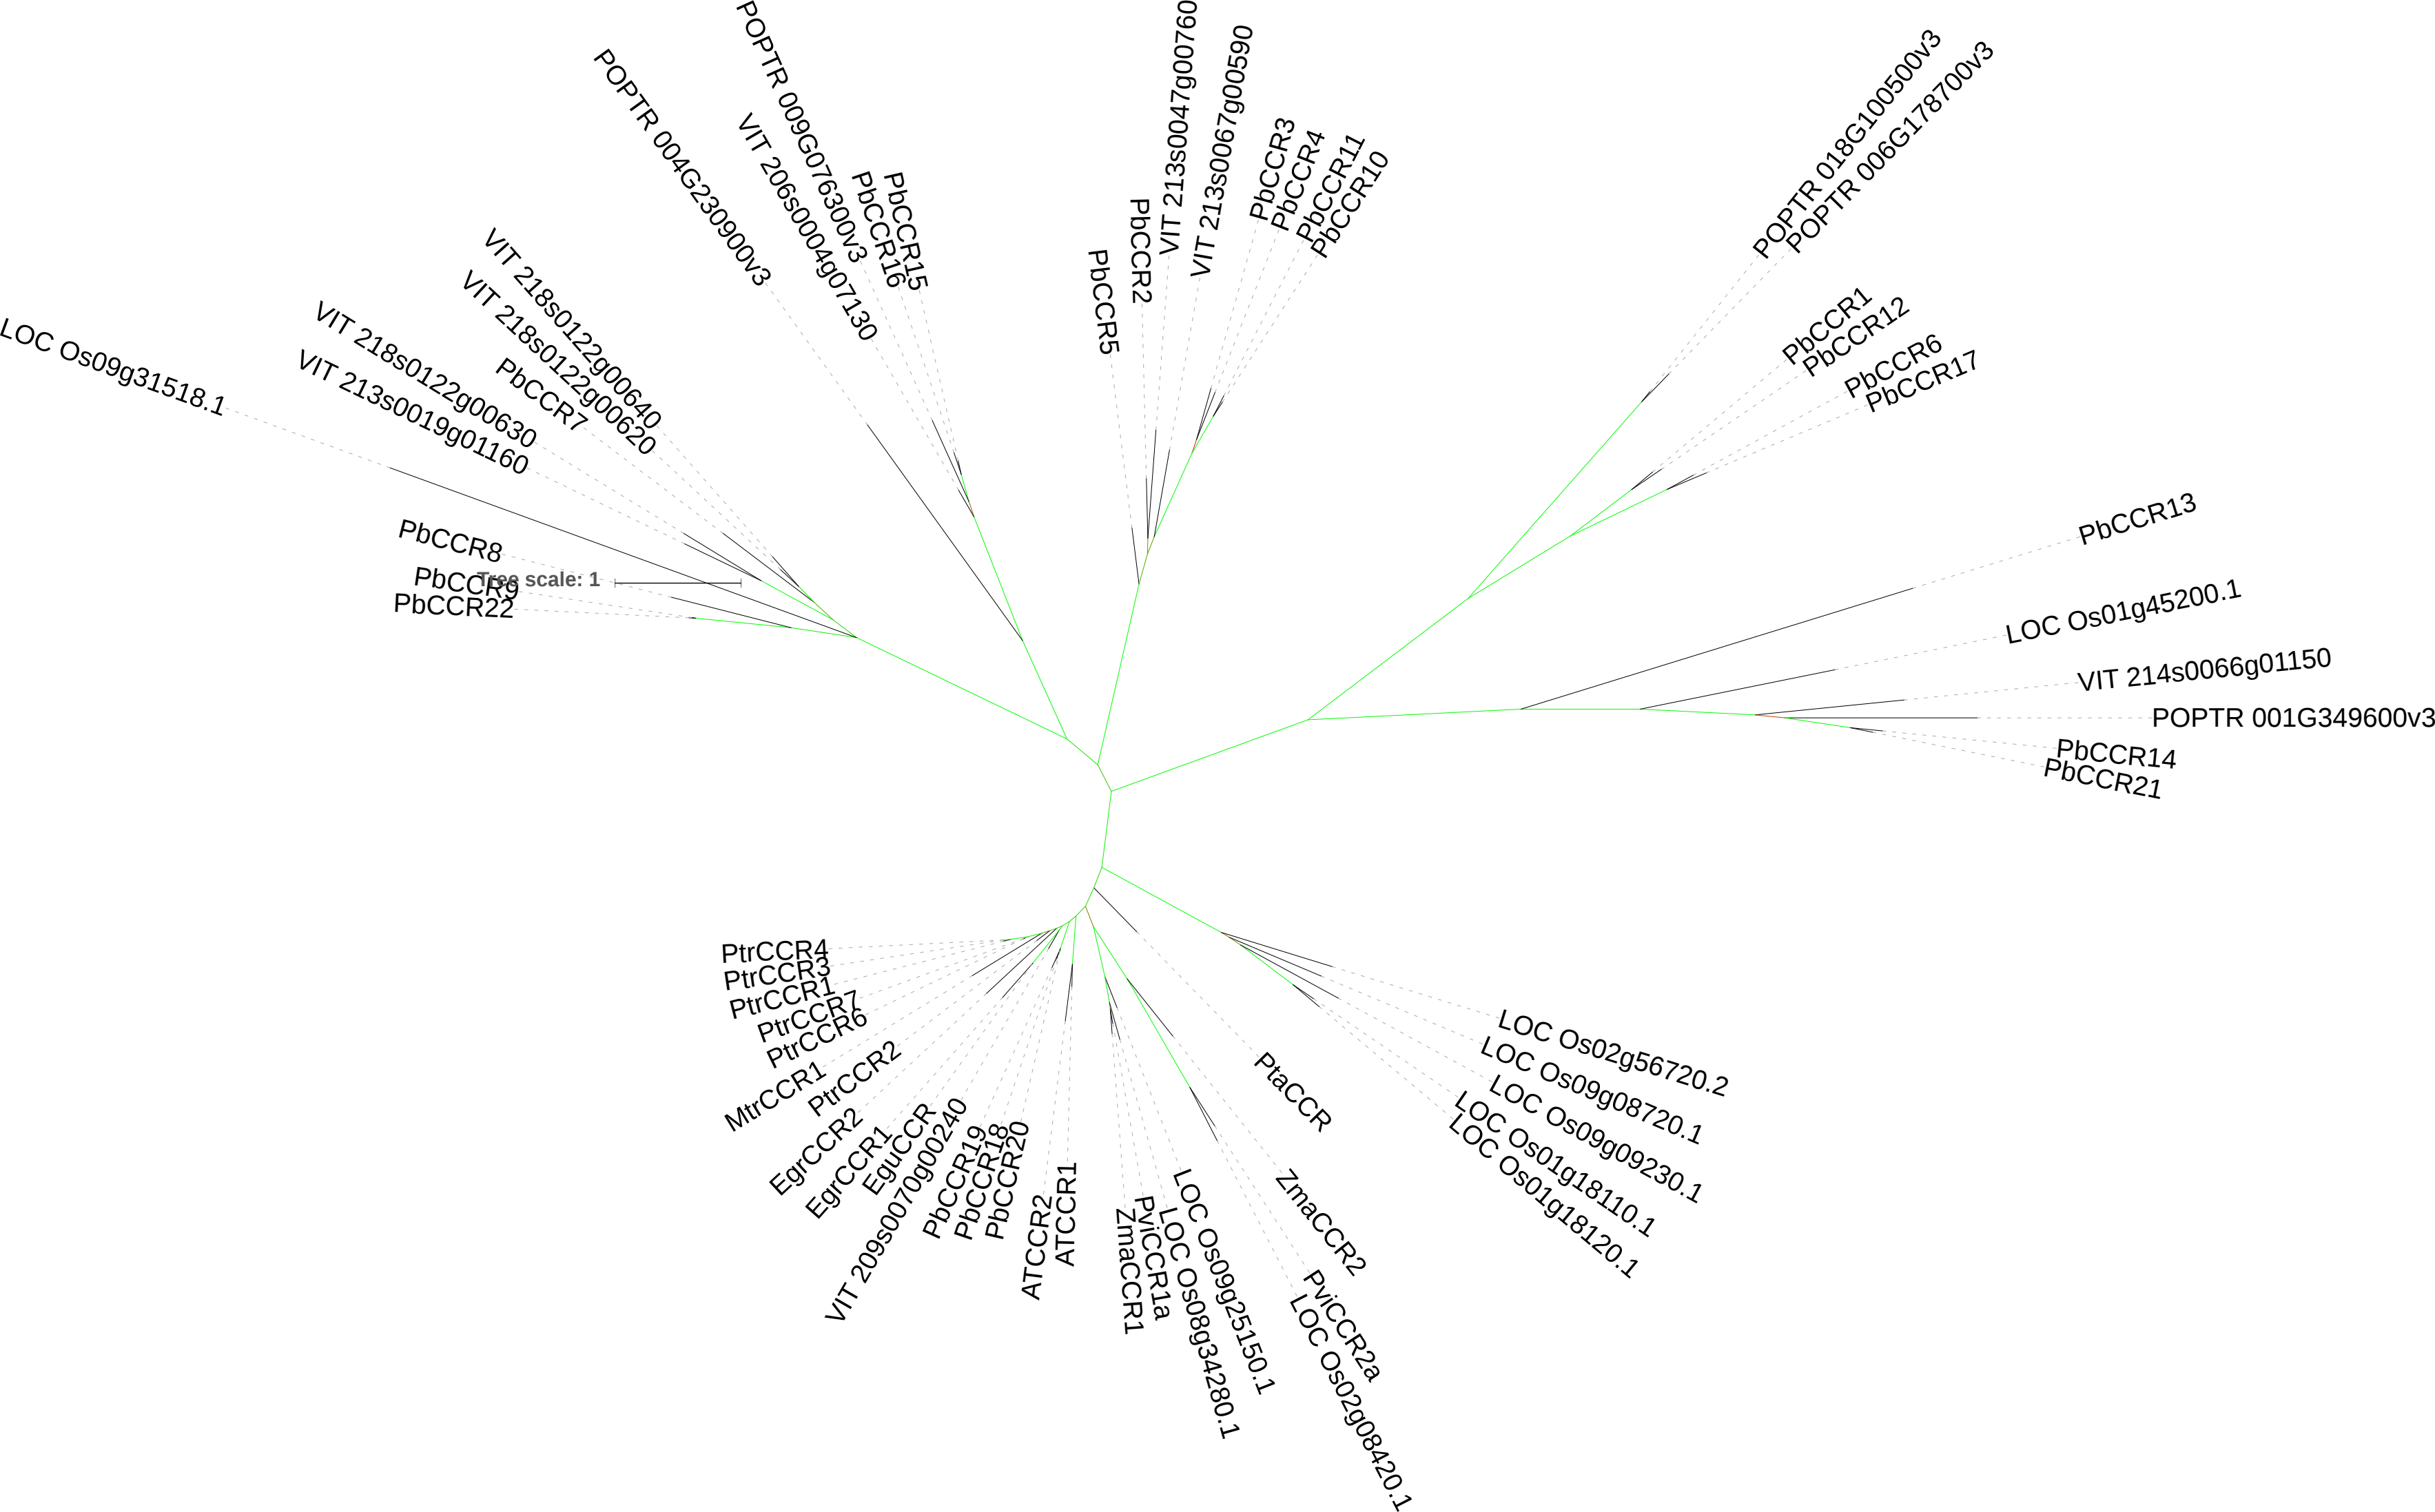 POPTR 004G230900v3
POPTR 009G076300v3
VIT 206s0004g07130
PbCCR16
PbCCR15
PbCCR5
PbCCR2
VIT 213s0047g00760
VIT 213s0067g00590
PbCCR3
PbCCR4
PbCCR11
PbCCR10
POPTR 018G100500v3
POPTR 006G178700v3
PbCCR1
PbCCR12
PbCCR6
PbCCR17
PbCCR13
LOC Os01g45200.1
VIT 214s0066g01150
POPTR 001G349600v3
PbCCR14
PbCCR21
LOC Os02g56720.2
LOC Os09g08720.1
LOC Os09g09230.1
LOC Os01g18110.1
LOC Os01g18120.1
PtaCCR
ZmaCCR2
PviCCR2a
LOC Os02g08420.1
LOC Os09g25150.1
LOC Os08g34280.1
PviCCR1a
ZmaCCR1
ATCCR1
ATCCR2
PbCCR20
PbCCR18
PbCCR19
VIT 209s0070g00240
EguCCR
EgrCCR1
EgrCCR2
PtrCCR2
MtrCCR1
PtrCCR6
PtrCCR7
PtrCCR1
PtrCCR3
PtrCCR4
PbCCR22
PbCCR9
Tree scale: 1
PbCCR8
LOC Os09g31518.1
VIT 213s0019g01160
VIT 218s0122g00630
PbCCR7
VIT 218s0122g00620
VIT 218s0122g00640